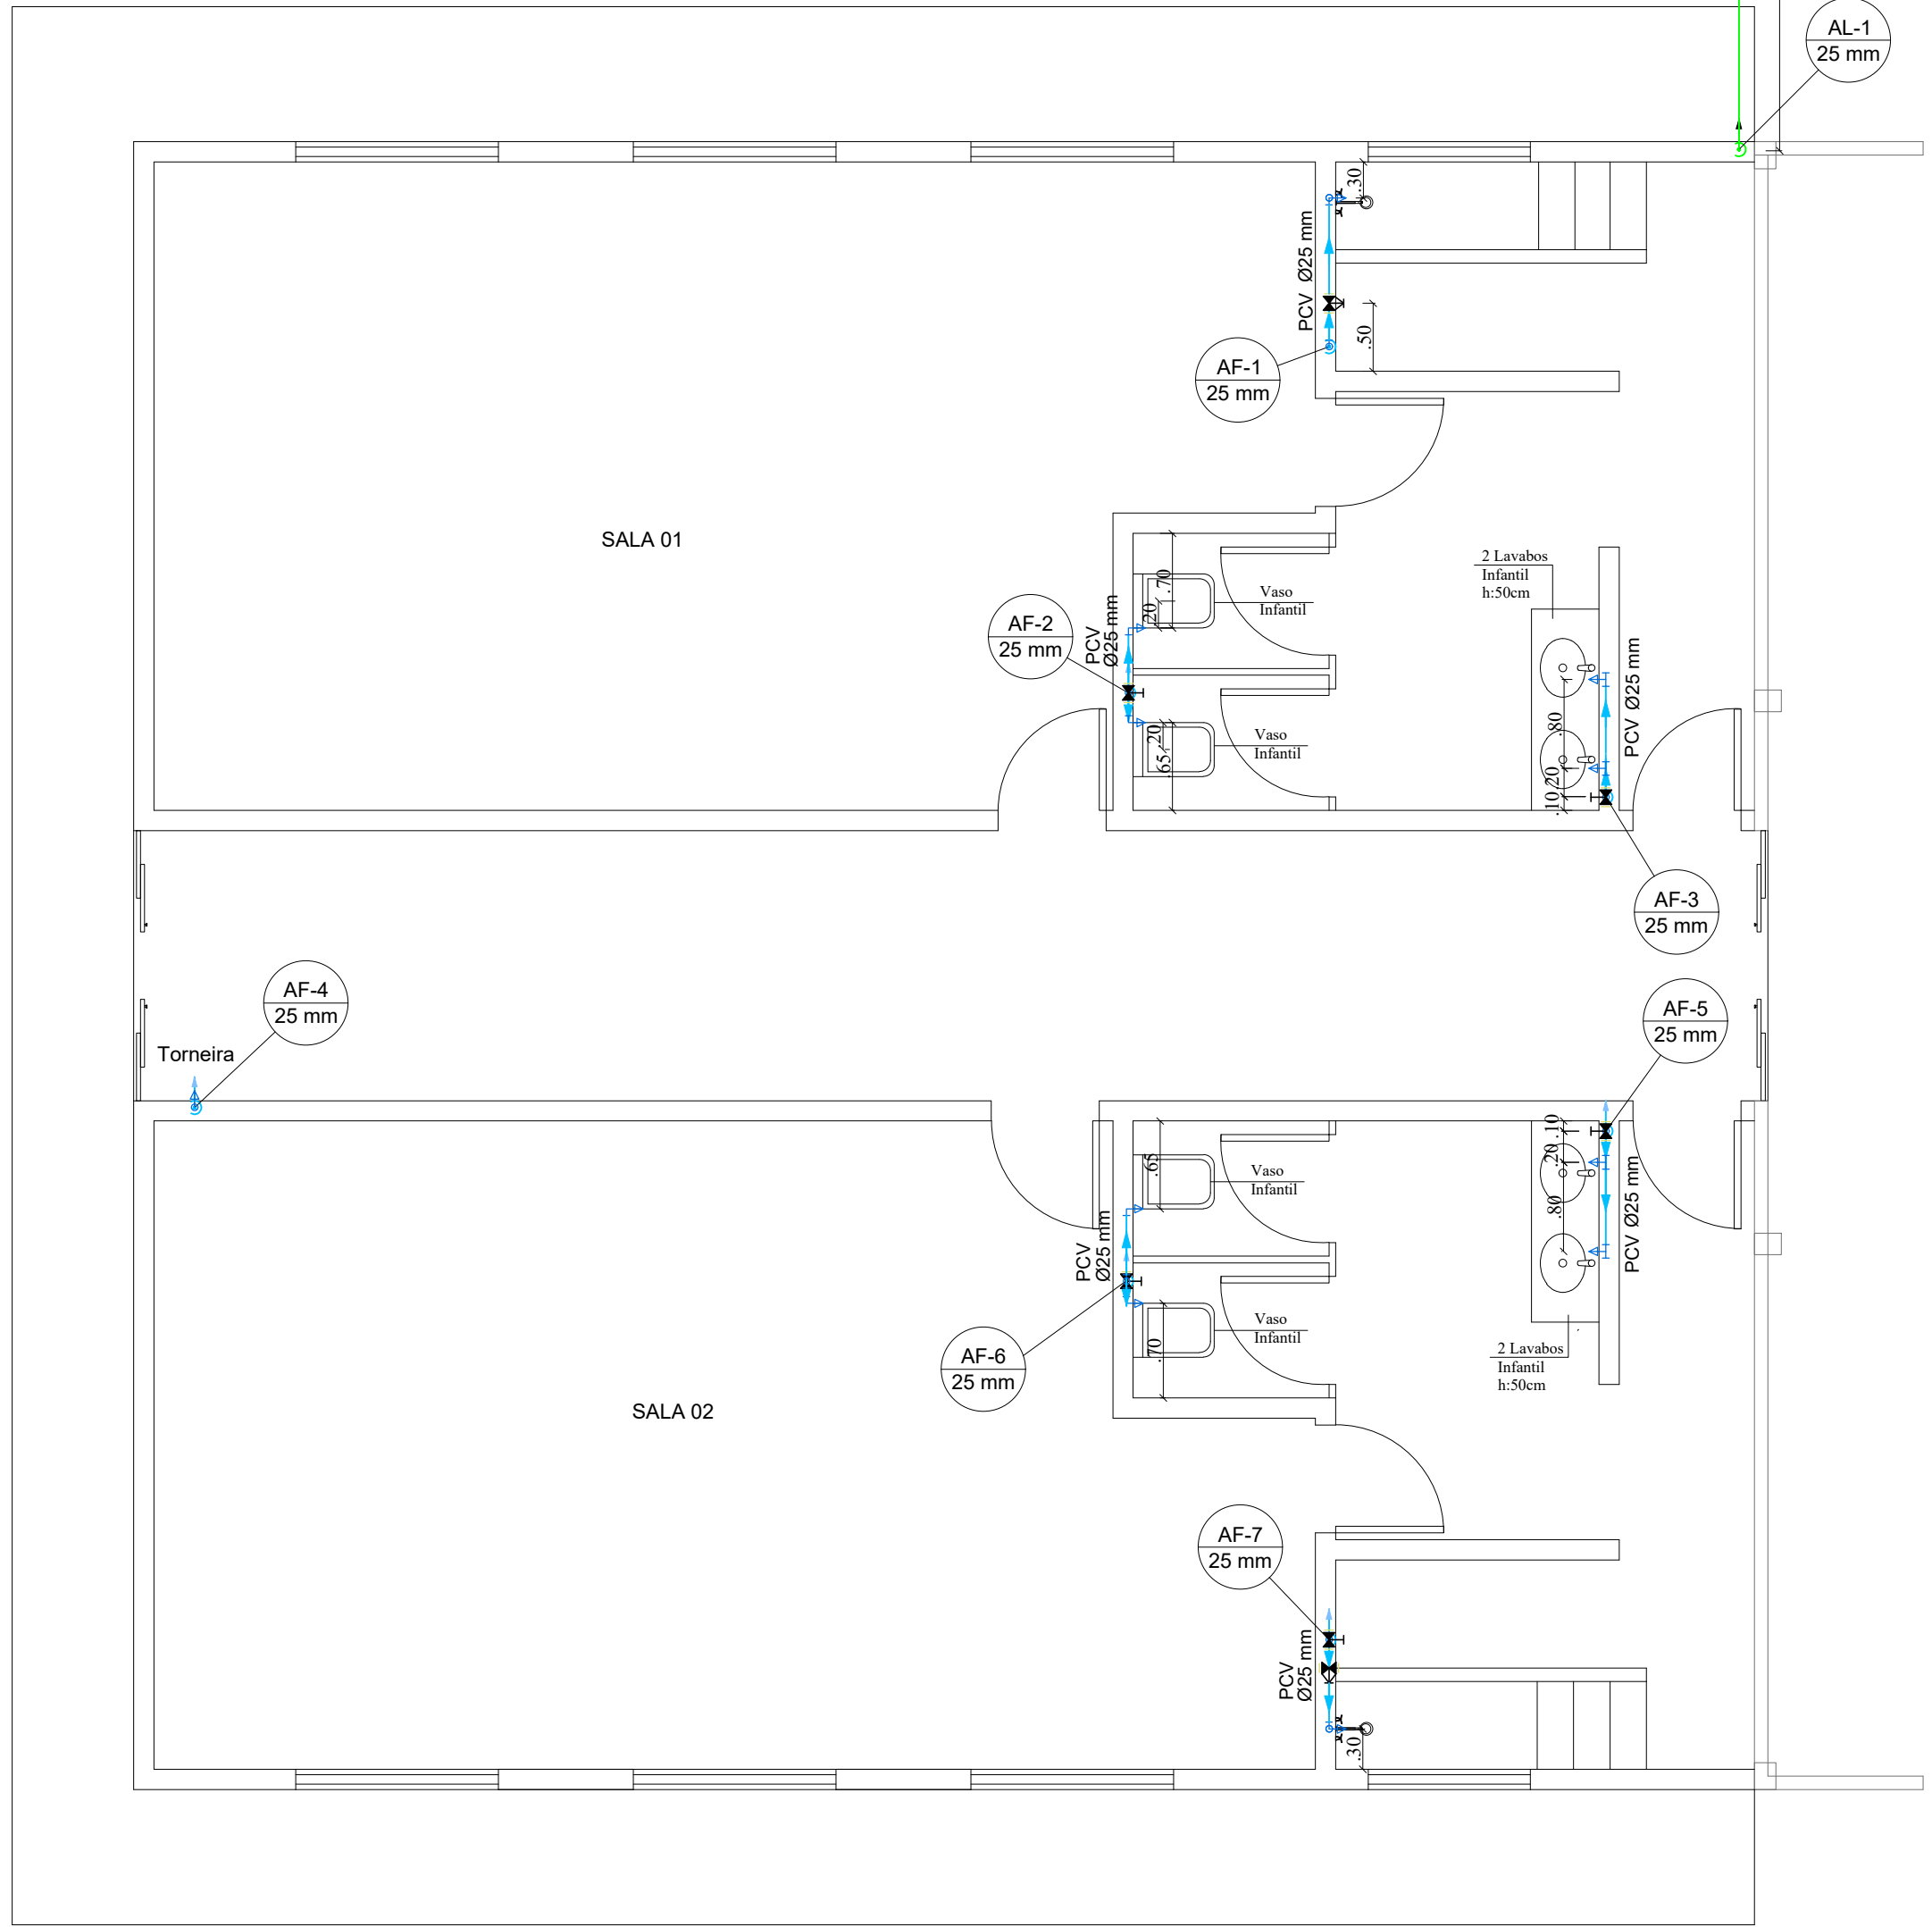 AL-1
25 mm
.30
PCV Ø25 mm
.50
AF-1
25 mm
SALA 01
2 Lavabos
Infantil
h:50cm
.70
.20
Vaso
Infantil
AF-2
25 mm
PCV
Ø25 mm
PCV Ø25 mm
.80
.20
.10
.20
.65
Vaso
Infantil
AF-3
25 mm
AF-4
25 mm
Torneira
AF-5
25 mm
.10
.20
.80
PCV Ø25 mm
.65
Vaso
Infantil
PCV
Ø25 mm
.70
Vaso
Infantil
2 Lavabos
Infantil
h:50cm
AF-6
25 mm
SALA 02
AF-7
25 mm
PCV
Ø25 mm
.30